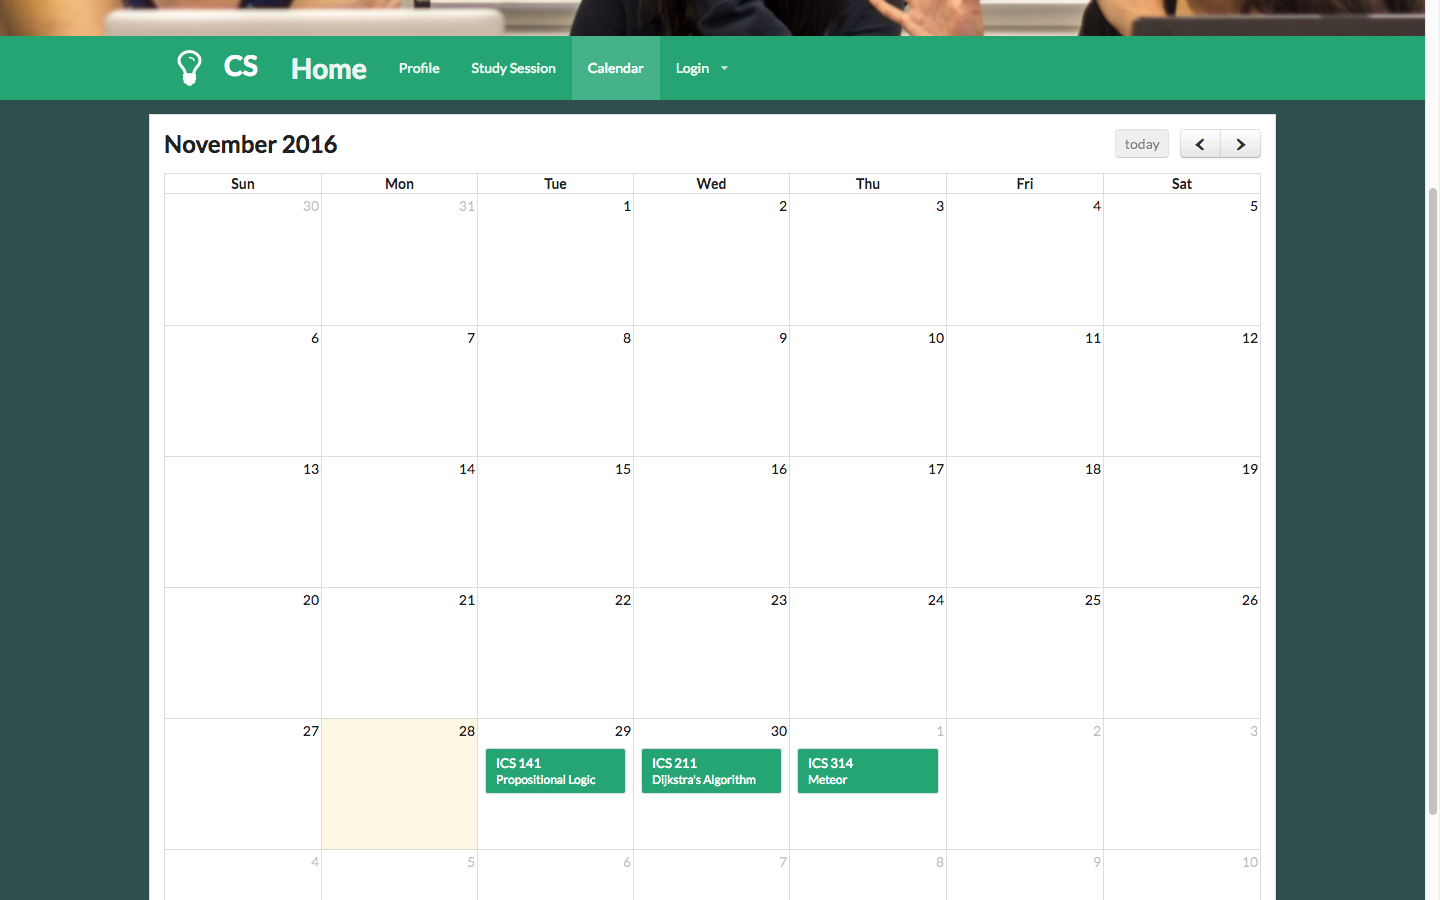 CS Home Profile Study Session Calendar Login
November 2016 today
Sun Mon Tue Wed Thu Fri Sat
30 31 1 2 3 4 5
6 7 8 9 10 11 12
13 14 15 16 17 18 19
20 21 22 23 24 25 26
27 28 29 30 1 2 3
ICS 141 ICS 211 ICS 314
Propositional Logic Dijkstra's Algorithm Meteor
4 5 6 7 8 9 10